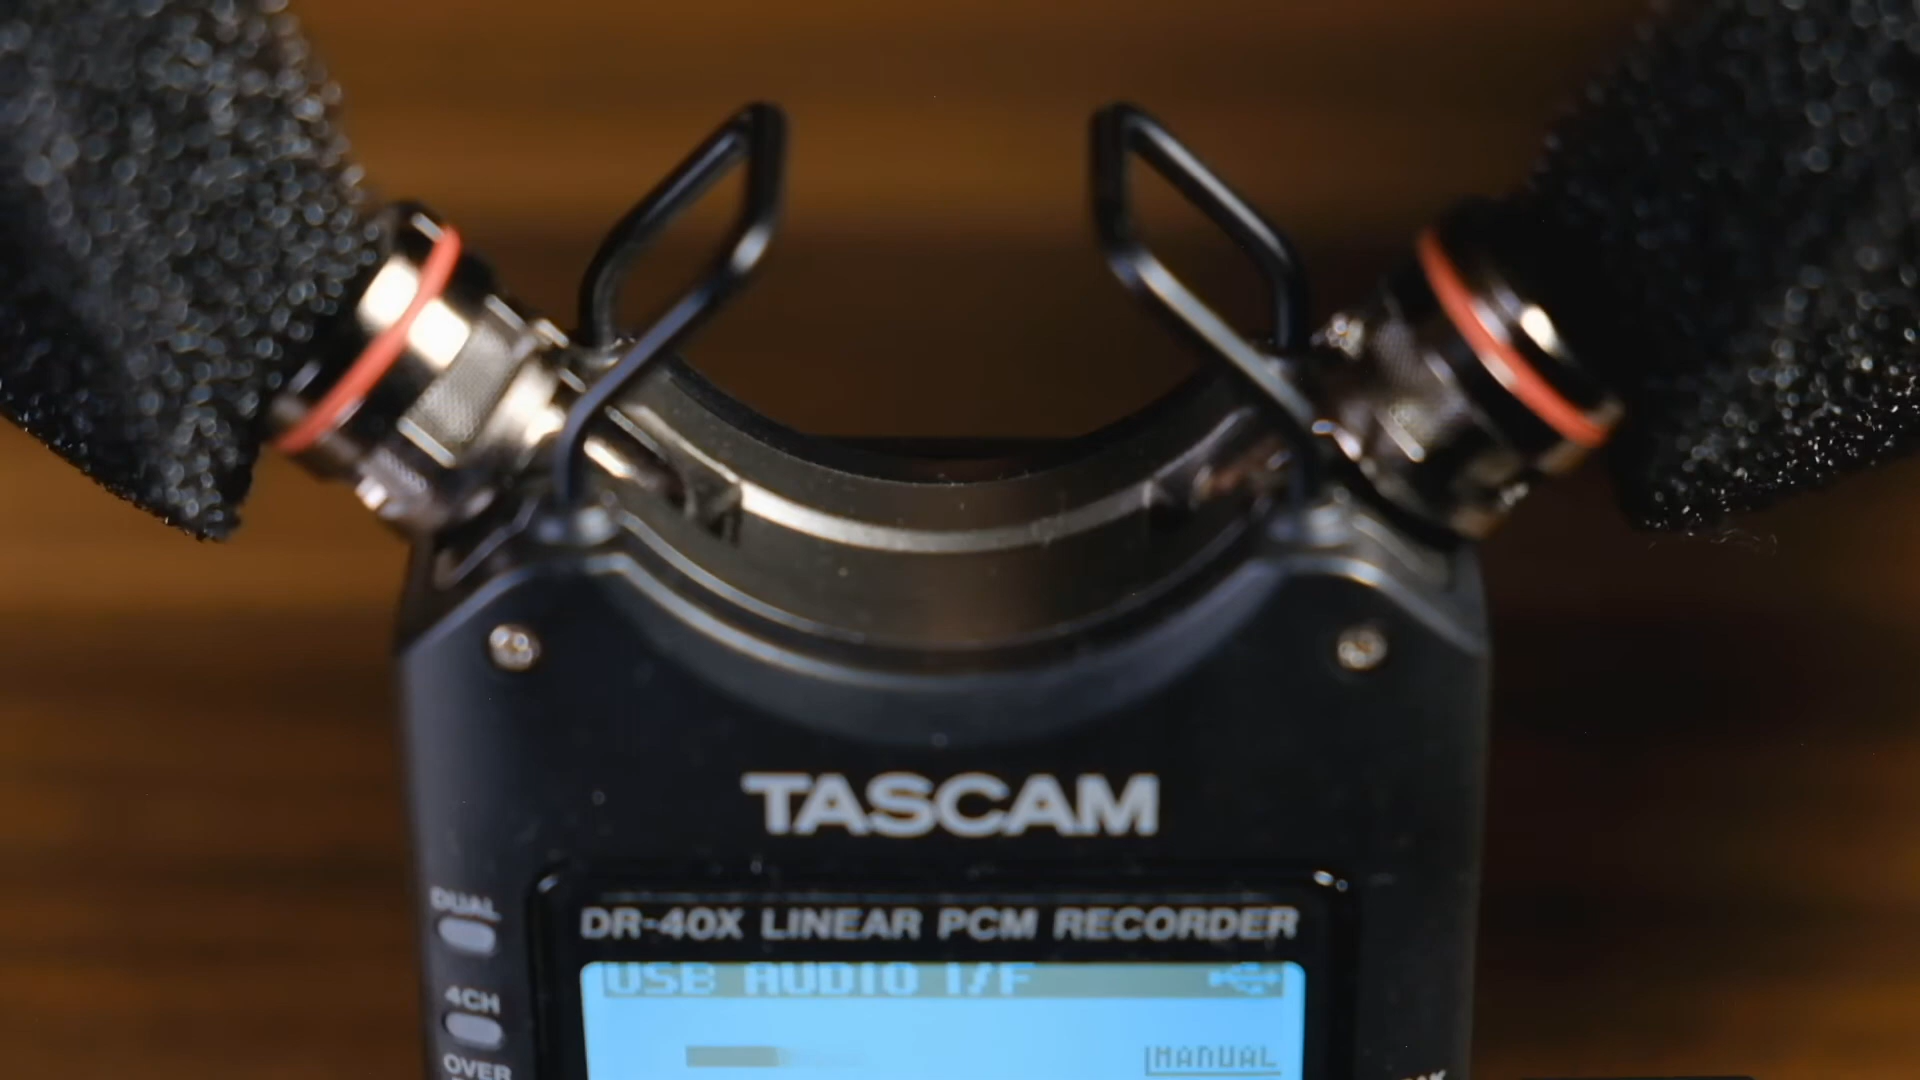 TASCAM
DR-40X LINEAR PCM RECORDER
USB AUDIO I/F
DUAL
4CH
OVER
MANUAL